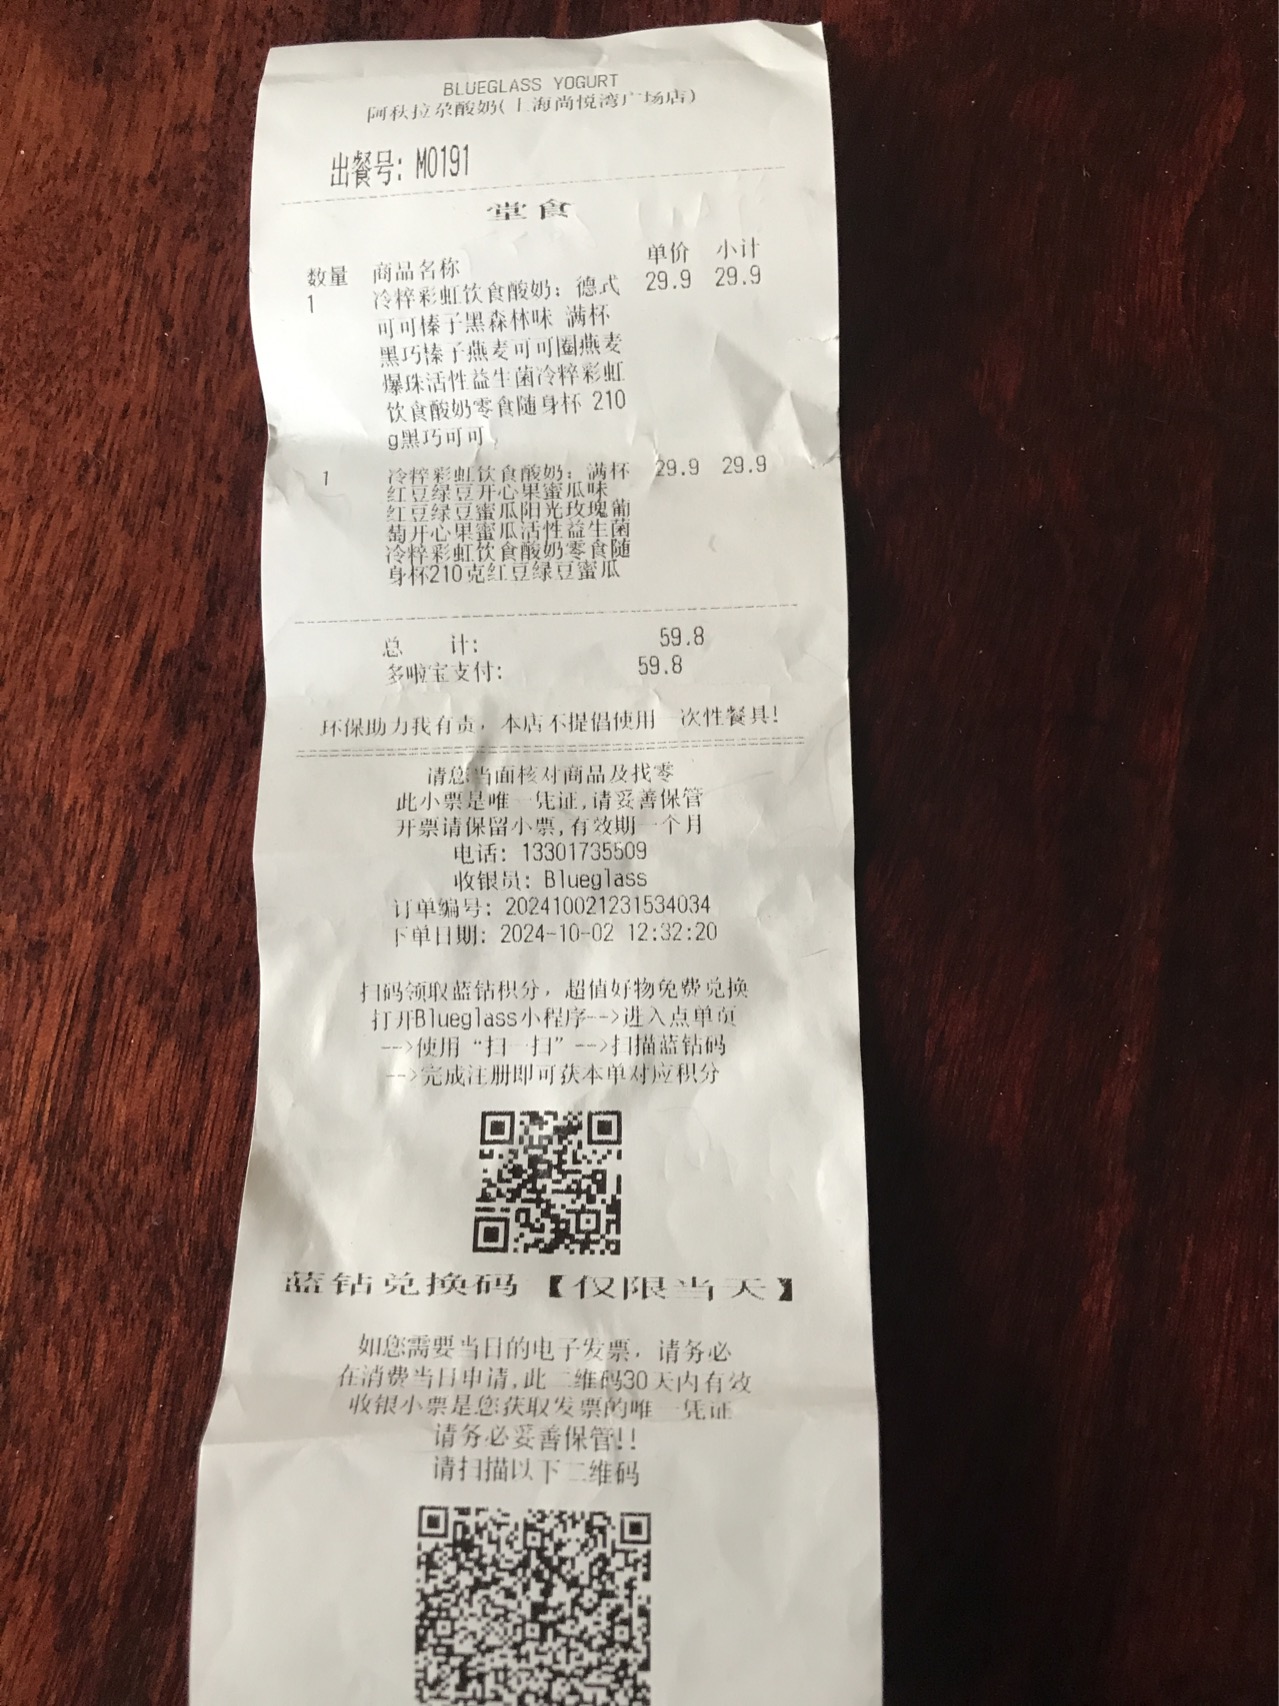 BLUEGLASS YOGURT
阿秋拉尕酸奶(上海尚悦湾广场店)
出餐号: M0191
堂食
数量 商品名称 单价 小计
1 冷粹彩虹饮食酸奶: 德式 29.9 29.9
可可榛子黑森林味 满杯
黑巧榛子燕麦可可圈燕麦
爆珠活性益生菌冷粹彩虹
饮食酸奶零食随身杯 210
g黑巧可可,
1 冷粹彩虹饮食酸奶: 满杯 29.9 29.9
红豆绿豆开心果蜜瓜味
红豆绿豆蜜瓜阳光玫瑰葡
萄开心果蜜瓜活性益生菌
冷粹彩虹饮食酸奶零食随
身杯210克红豆绿豆蜜瓜
总 计: 59.8
多啦宝支付: 59.8
环保助力我有责，本店不提倡使用一次性餐具!
请您当面核对商品及找零
此小票是唯一凭证,请妥善保管
开票请保留小票,有效期一个月
电话: 13301735509
收银员: Blueglass
订单编号: 202410021231534034
下单日期: 2024-10-02 12:32:20
扫码领取蓝钻积分，超值好物免费兑换
打开Blueglass小程序-->进入点单页
-->使用“扫一扫”-->扫描蓝钻码
-->完成注册即可获本单对应积分
蓝钻兑换码【仅限当天】
如您需要当日的电子发票，请务必
在消费当日申请,此二维码30天内有效
收银小票是您获取发票的唯一凭证
请务必妥善保管!!
请扫描以下二维码